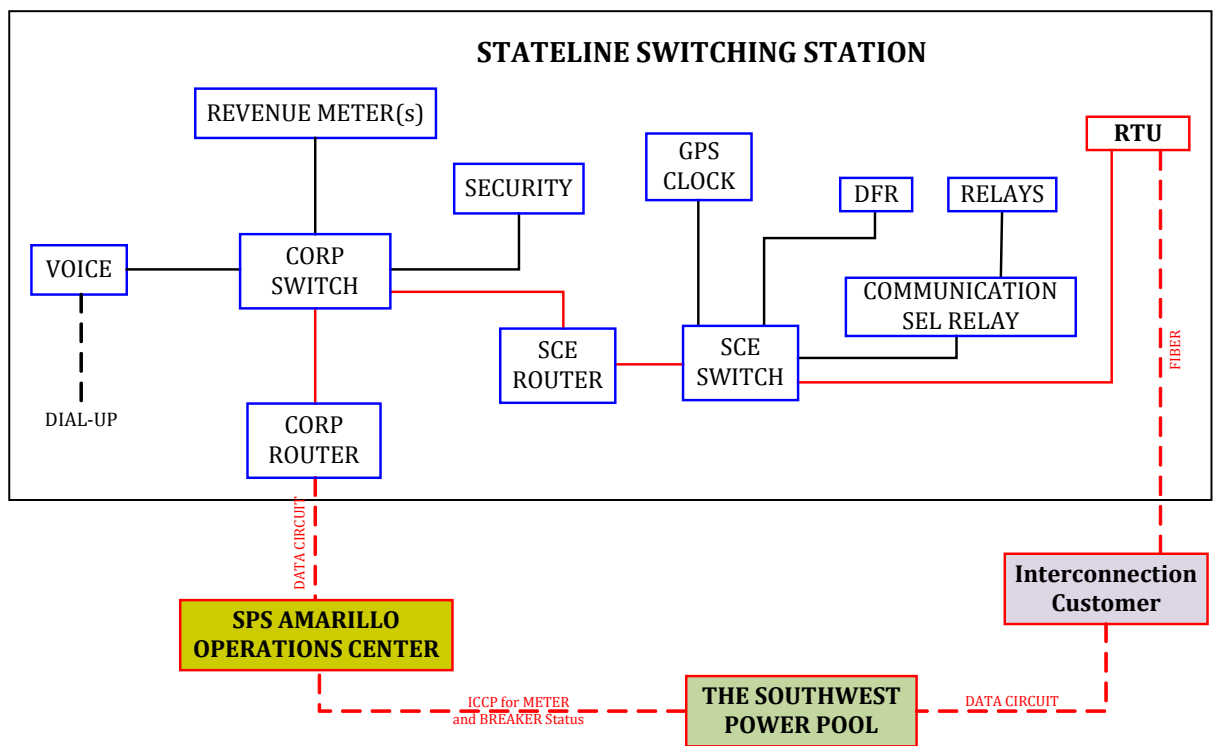 STATELINE SWITCHING STATION
REVENUE METER(s)
RTU
GPS
CLOCK
SECURITY
DFR
RELAYS
VOICE
CORP
SWITCH
COMMUNICATION
SEL RELAY
SCE
ROUTER
SCE
SWITCH
FIBER
DIAL-UP
CORP
ROUTER
DATA CIRCUIT
Interconnection
Customer
SPS AMARILLO
OPERATIONS CENTER
ICCP for METER
and BREAKER Status
THE SOUTHWEST
POWER POOL
DATA CIRCUIT